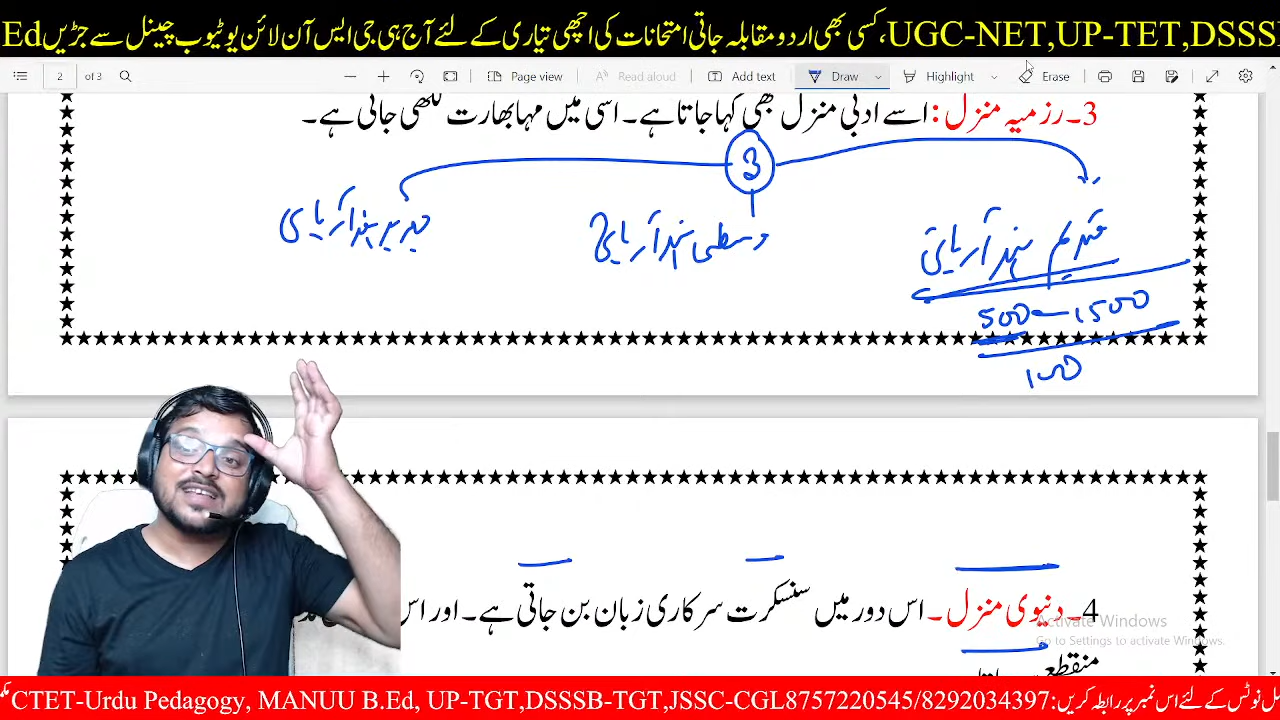 UGC-NET,UP-TET,DSSS، کسی بھی اردو مقابلہ جاتی امتحانات کی اچھی تیاری کے لئے آج ہی جی ایس آن لائن یوٹیوب چینل سے جڑیں Ed
2 of 3 Page view Read aloud Add text Draw Highlight Erase
3۔ رزمیہ منزل: اسے ادبی منزل بھی کہا جاتا ہے۔ اسی میں مہابھارت لکھی جاتی ہے۔
3
قدیم ہند آریائی
وسطی ہند آریائی
جدید ہند آریائی
500 – 1500
4۔ دنیوی منزل۔ اس دور میں سنسکرت سرکاری زبان بن جاتی ہے۔ اور اس
منقطع
Activate Windows
Go to Settings to activate Windows.
CTET-Urdu Pedagogy, MANUU B.Ed, UP-TGT,DSSSB-TGT,JSSC-CGL8757220545/8292034397:مل نوٹس کے لئے اس نمبر پر رابطہ کریں